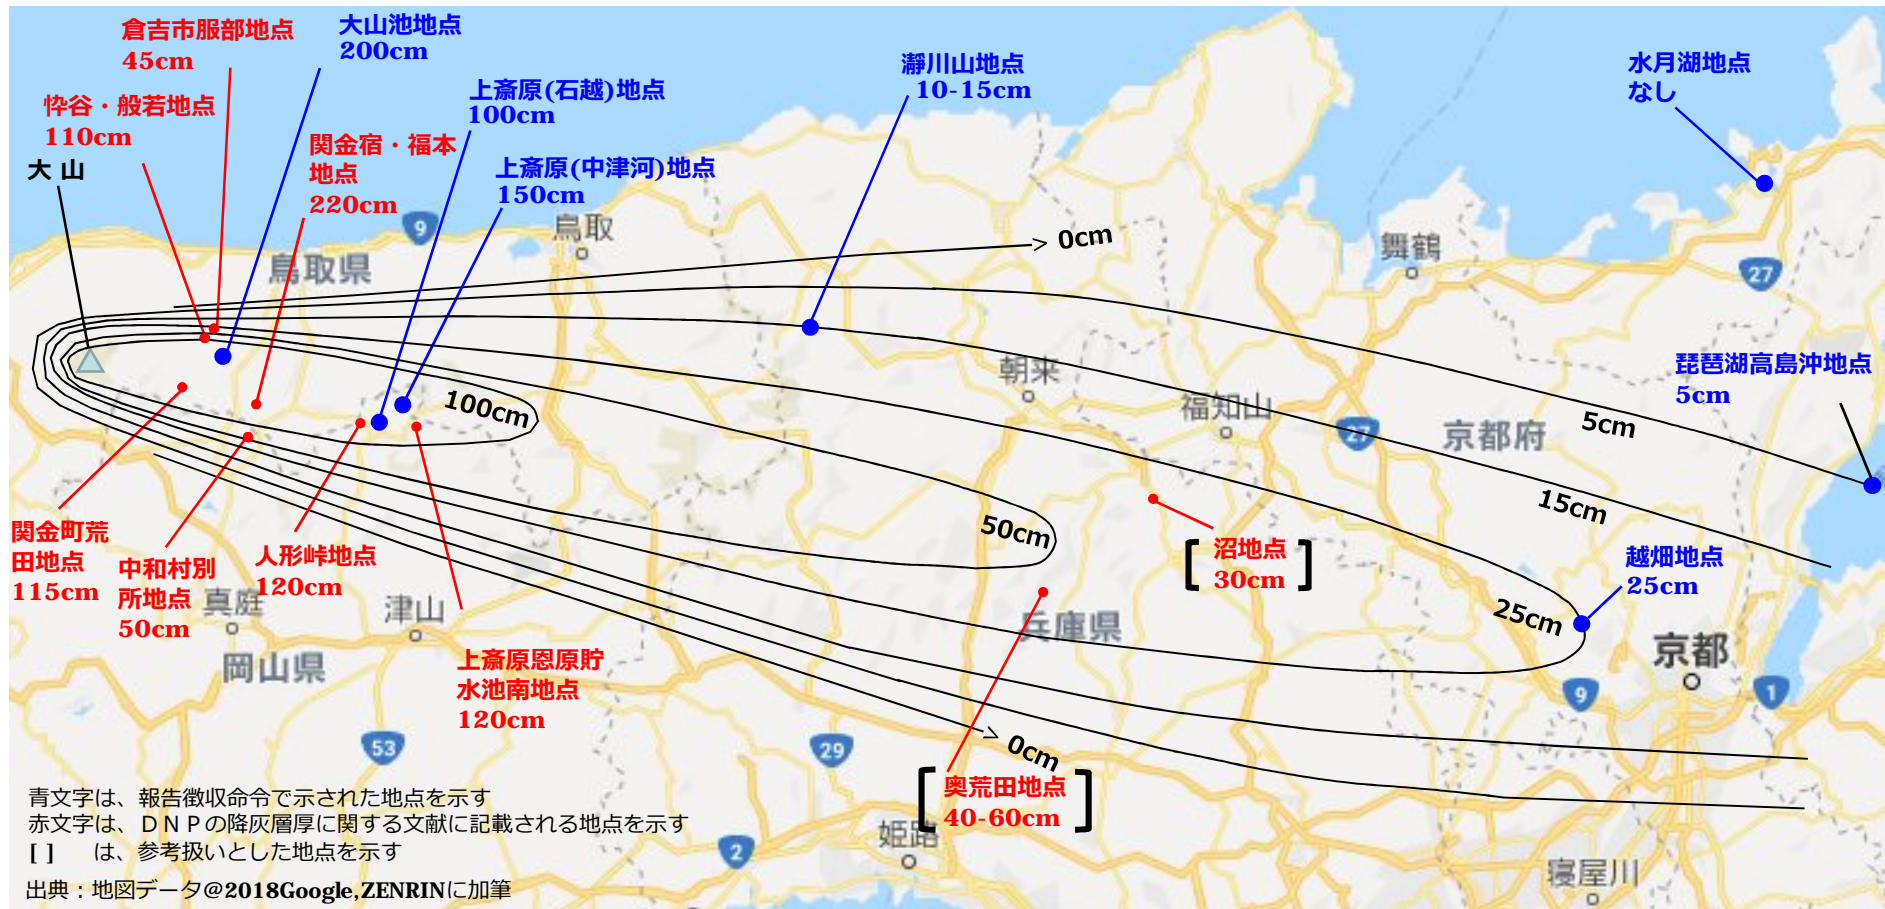 倉吉市服部地点
45cm
大山池地点
200cm
忰谷・般若地点
110cm
大 山
関金宿・福本
地点
220cm
上斎原(石越)地点
100cm
上斎原(中津河)地点
150cm
瀞川山地点
10-15cm
水月湖地点
なし
琵琶湖高島沖地点
5cm
9
鳥取
鳥取県
> 0cm
舞鶴
27
朝来
福知山
27
京都府
5cm
15cm
100cm
50cm
25cm
沼地点
30cm
[ ]
越畑地点
25cm
京都
関金町荒
田地点
115cm
中和村別
所地点
50cm
人形峠地点
120cm
真庭
津山
岡山県
上斎原恩原貯
水池南地点
120cm
兵庫県
> 0cm
53
29
9
1
奥荒田地点
40-60cm
[ ]
姫路
2
寝屋川
青文字は、報告徴収命令で示された地点を示す
赤文字は、ＤＮＰの降灰層厚に関する文献に記載される地点を示す
[ ] は、参考扱いとした地点を示す
出典：地図データ@2018Google,ZENRINに加筆